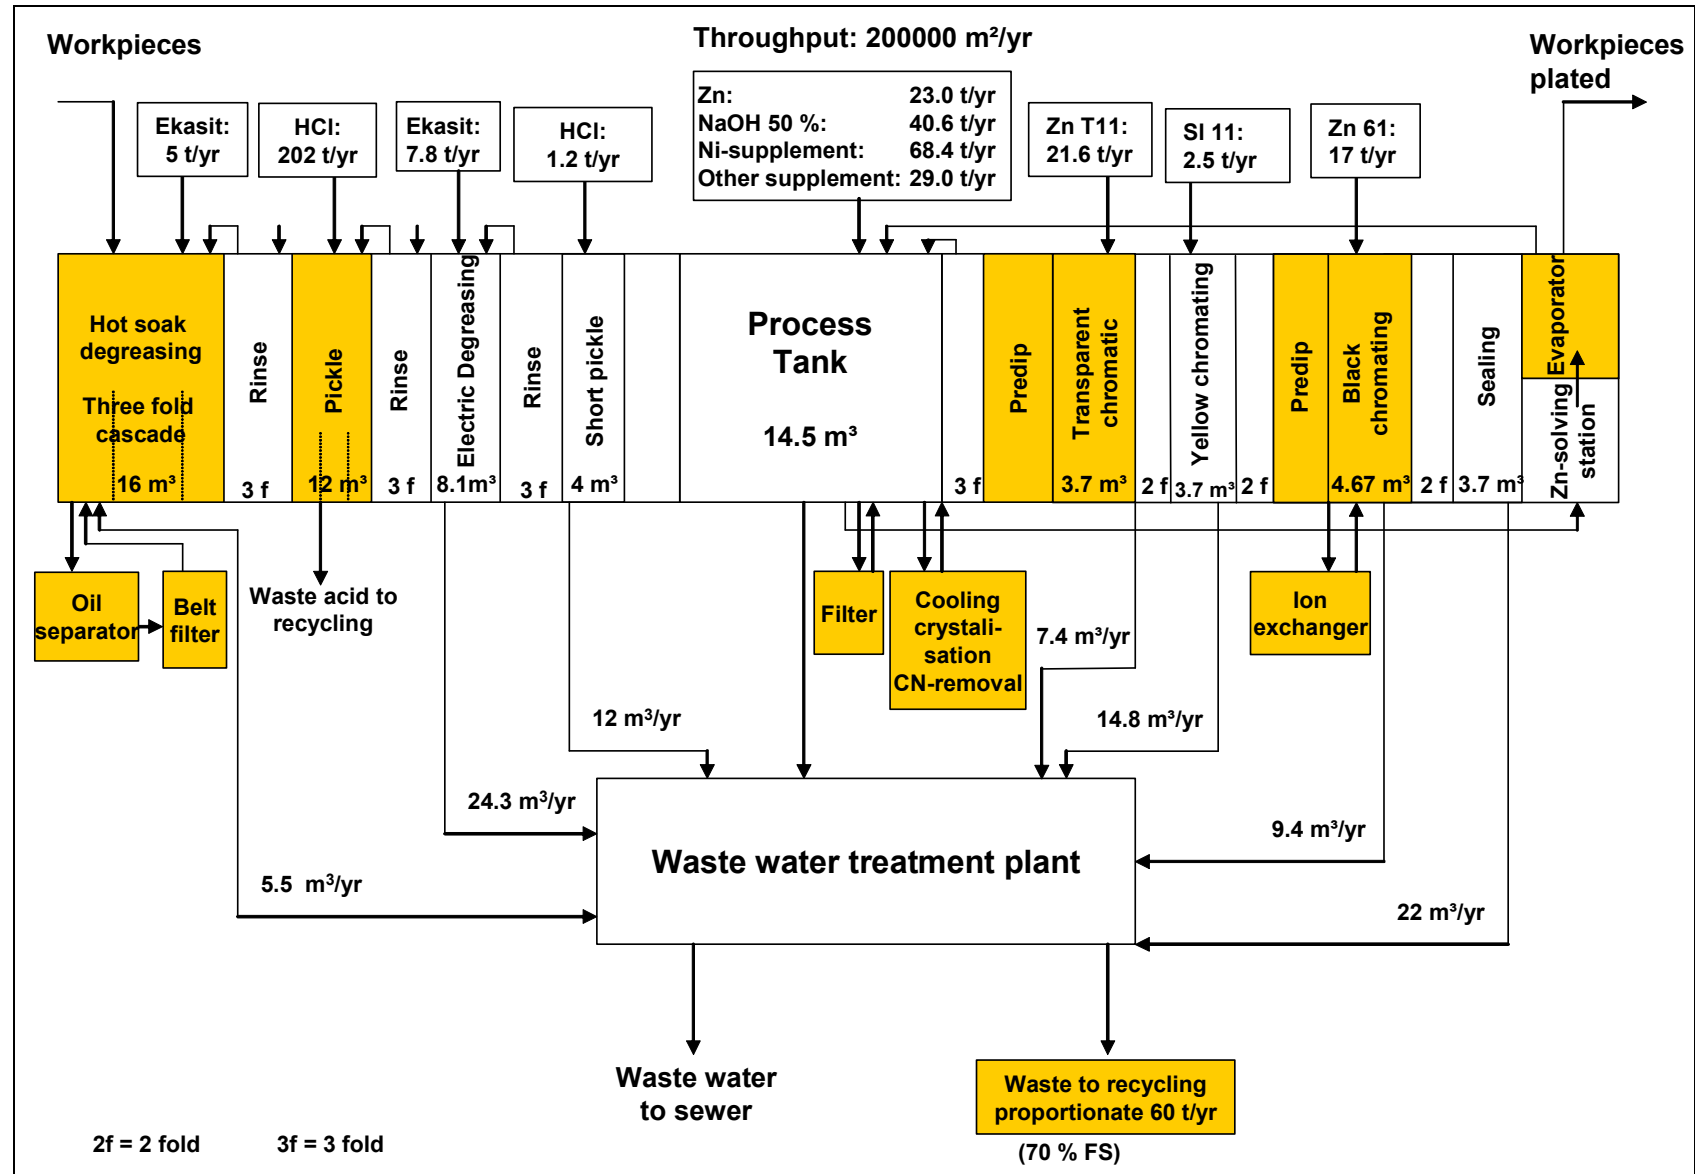 Workpieces
Throughput: 200000 m²/yr
Workpieces
plated
Ekasit:
5 t/yr
HCl:
202 t/yr
Ekasit:
7.8 t/yr
HCl:
1.2 t/yr
Zn: 23.0 t/yr
NaOH 50 %: 40.6 t/yr
Ni-supplement: 68.4 t/yr
Other supplement: 29.0 t/yr
Zn T11:
21.6 t/yr
Sl 11:
2.5 t/yr
Zn 61:
17 t/yr
Hot soak
degreasing
Three fold
cascade
16 m³
Rinse
3 f
Pickle
12 m³
Rinse
3 f
Electric Degreasing
8.1m³
Rinse
3 f
Short pickle
4 m³
Process
Tank
14.5 m³
3 f
Predip
Transparent
chromatic
3.7 m³
2 f
Yellow chromating
3.7 m³
2 f
Predip
Black
chromating
4.67 m³
2 f
Sealing
3.7 m³
Evaporator
Zn-solving
station
Oil
separator
Belt
filter
Waste acid to
recycling
Filter
Cooling
crystali-
sation
CN-removal
Ion
exchanger
7.4 m³/yr
12 m³/yr
14.8 m³/yr
24.3 m³/yr
9.4 m³/yr
5.5 m³/yr
22 m³/yr
Waste water treatment plant
Waste water
to sewer
Waste to recycling
proportionate 60 t/yr
(70 % FS)
2f = 2 fold 3f = 3 fold